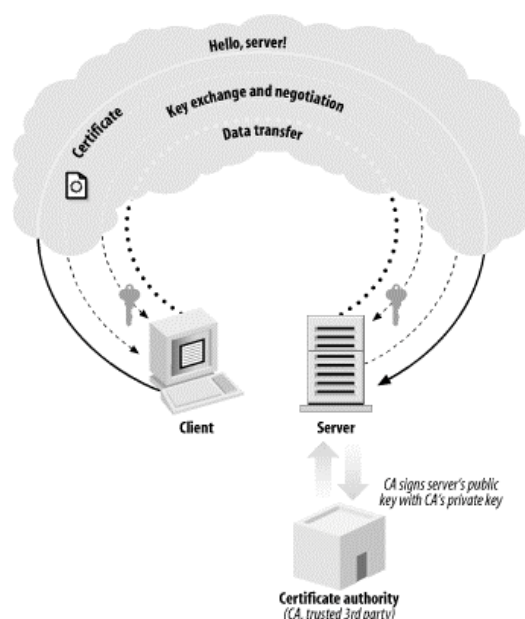 Hello, server!
Certificate
Key exchange and negotiation
Data transfer
Client
Server
CA signs server's public
key with CA's private key
Certificate authority
(CA, trusted 3rd party)